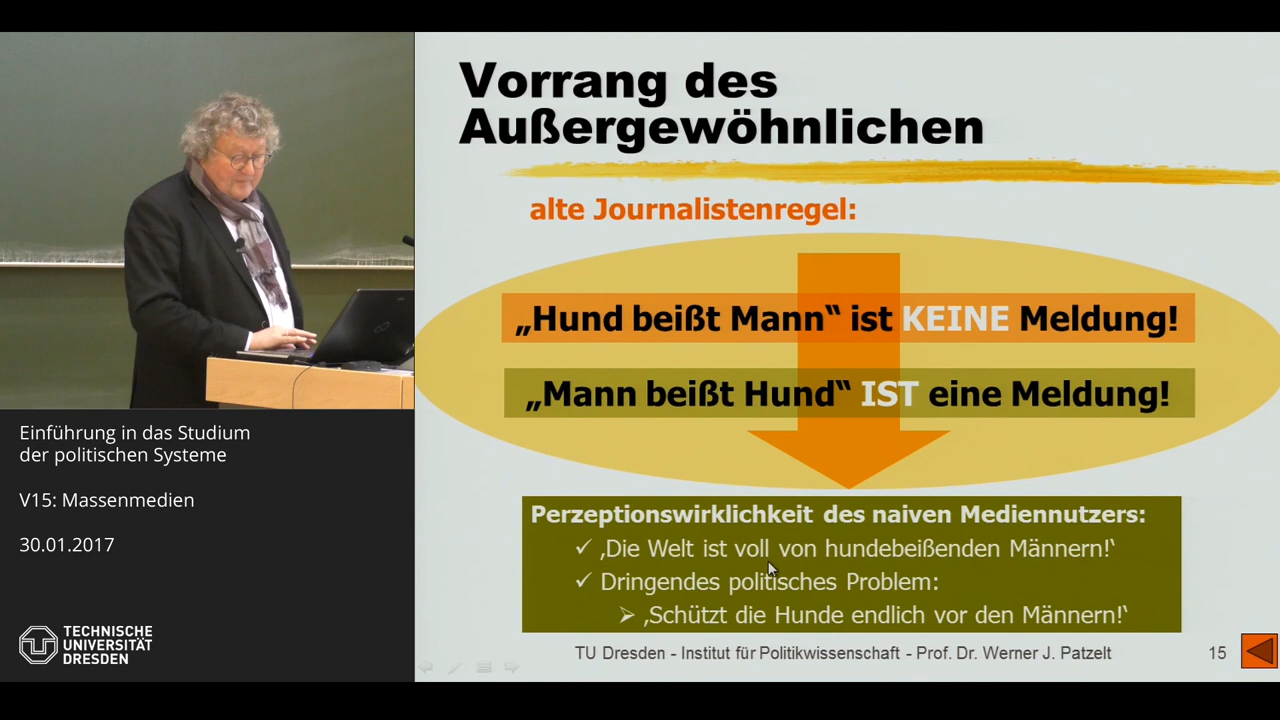 Vorrang des
Außergewöhnlichen
alte Journalistenregel:
„Hund beißt Mann“ ist KEINE Meldung!
„Mann beißt Hund“ IST eine Meldung!
Perzeptionswirklichkeit des naiven Mediennutzers:
✓ ‚Die Welt ist voll von hundebeißenden Männern!‘
✓ Dringendes politisches Problem:
➢ ‚Schützt die Hunde endlich vor den Männern!‘
TU Dresden - Institut für Politikwissenschaft - Prof. Dr. Werner J. Patzelt
15
Einführung in das Studium
der politischen Systeme
V15: Massenmedien
30.01.2017
TECHNISCHE
UNIVERSITÄT
DRESDEN